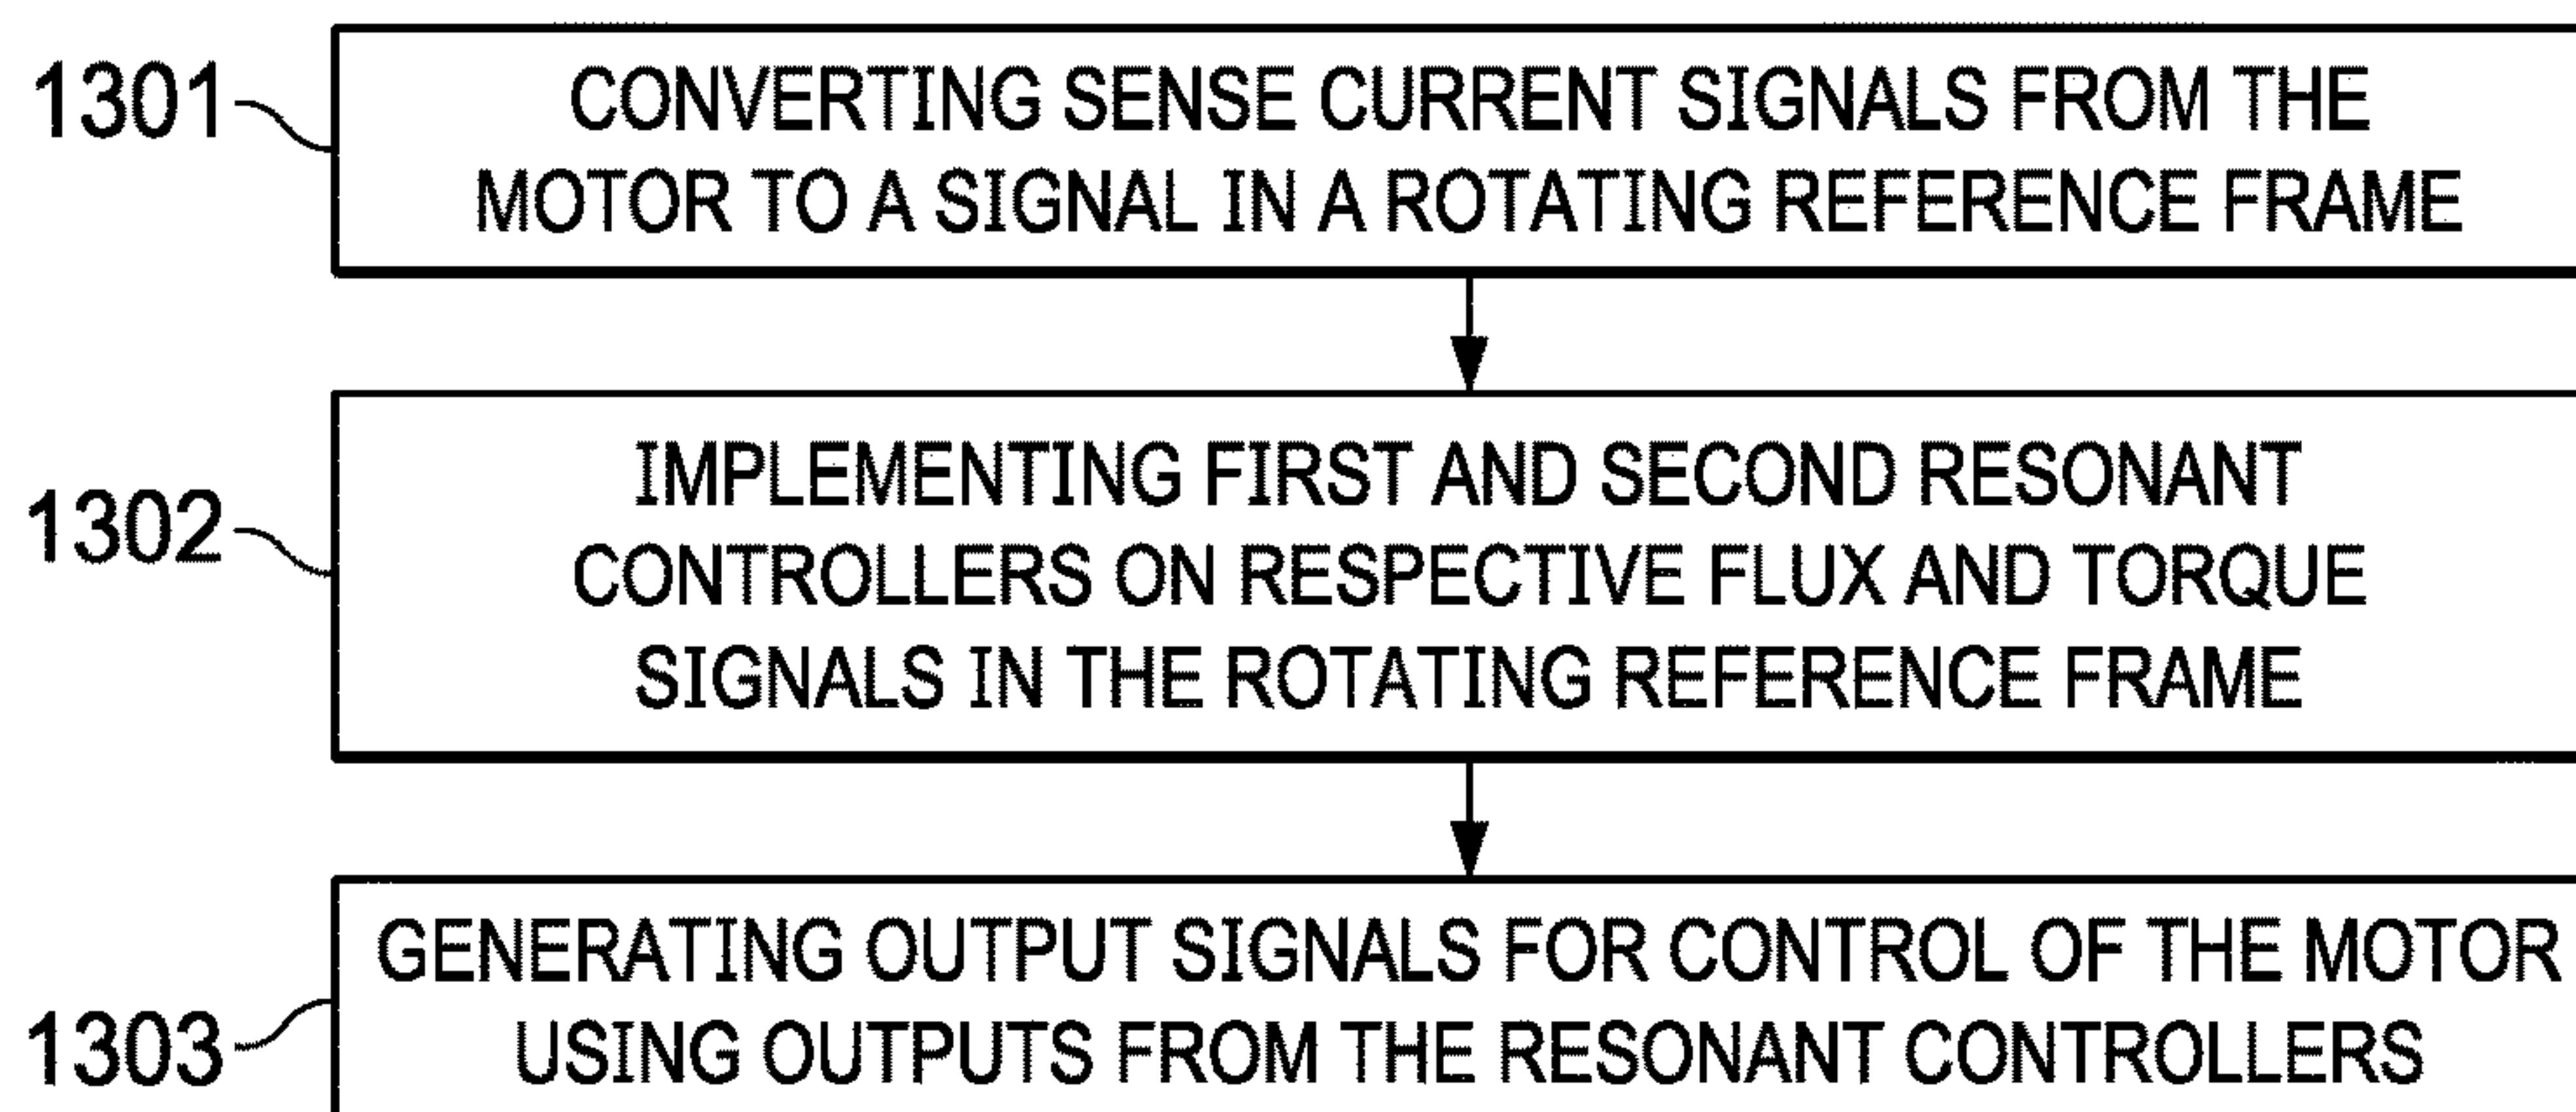 1301
CONVERTING SENSE CURRENT SIGNALS FROM THE
MOTOR TO A SIGNAL IN A ROTATING REFERENCE FRAME
1302
IMPLEMENTING FIRST AND SECOND RESONANT
CONTROLLERS ON RESPECTIVE FLUX AND TORQUE
SIGNALS IN THE ROTATING REFERENCE FRAME
1303
GENERATING OUTPUT SIGNALS FOR CONTROL OF THE MOTOR
USING OUTPUTS FROM THE RESONANT CONTROLLERS